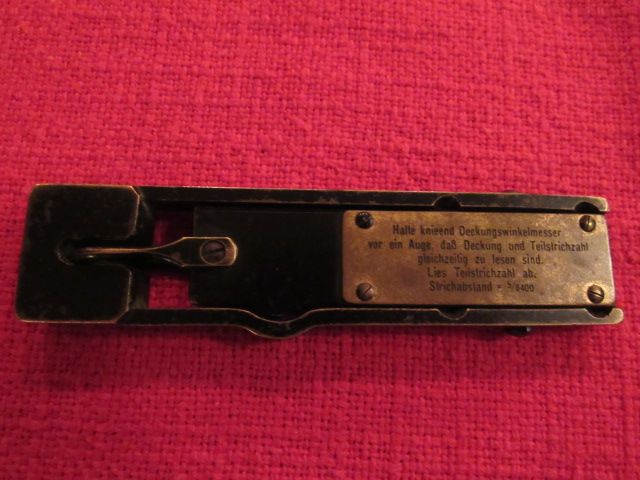 Halte knieend Deckungswinkelmesser
vor ein Auge, daß Deckung und Teilstrichzahl
gleichzeitig zu lesen sind.
Lies Teilstrichzahl ab.
Strichabstand = 5/6400